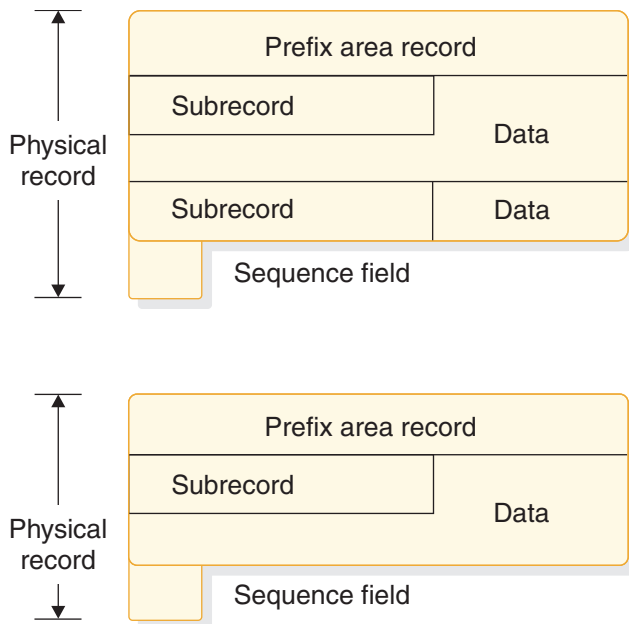 Prefix area record
Subrecord
Data
Physical
record
Subrecord
Data
Sequence field
Prefix area record
Subrecord
Data
Physical
record
Sequence field